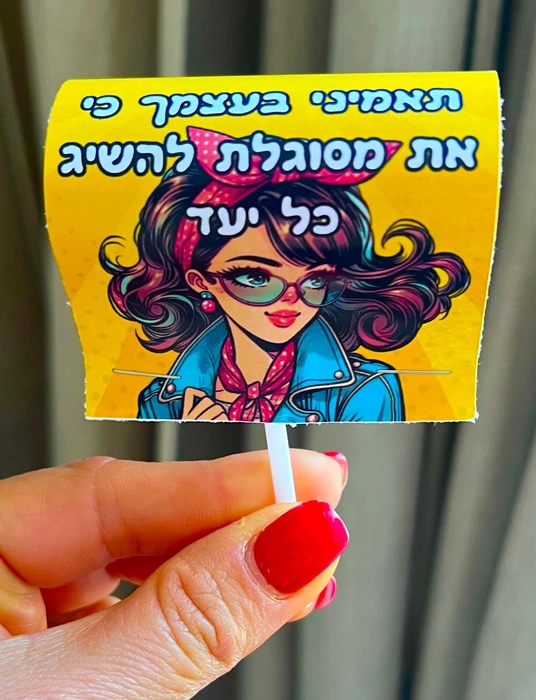 תאמיני בעצמך כי
את מסוגלת להשיג
כל יעד